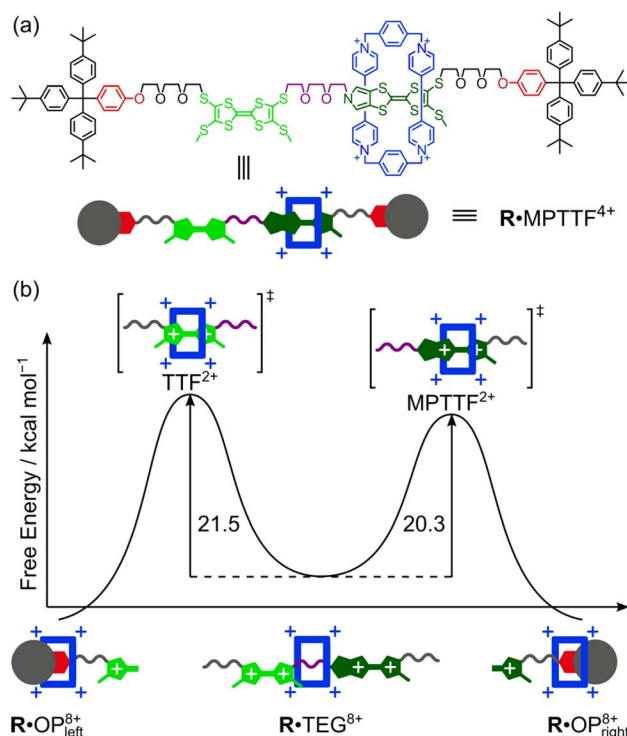 (a)
O O O S S S S S S O O N S S S S O O O
S S S
N⁺ N⁺
N⁺ N⁺
≡ R•MPTTF⁴⁺
+ +
+ +
(b)
Free Energy / kcal mol⁻¹
‡ ‡
TTF²⁺
MPTTF²⁺
21.5
20.3
R•OP⁸⁺left
R•TEG⁸⁺
R•OP⁸⁺right